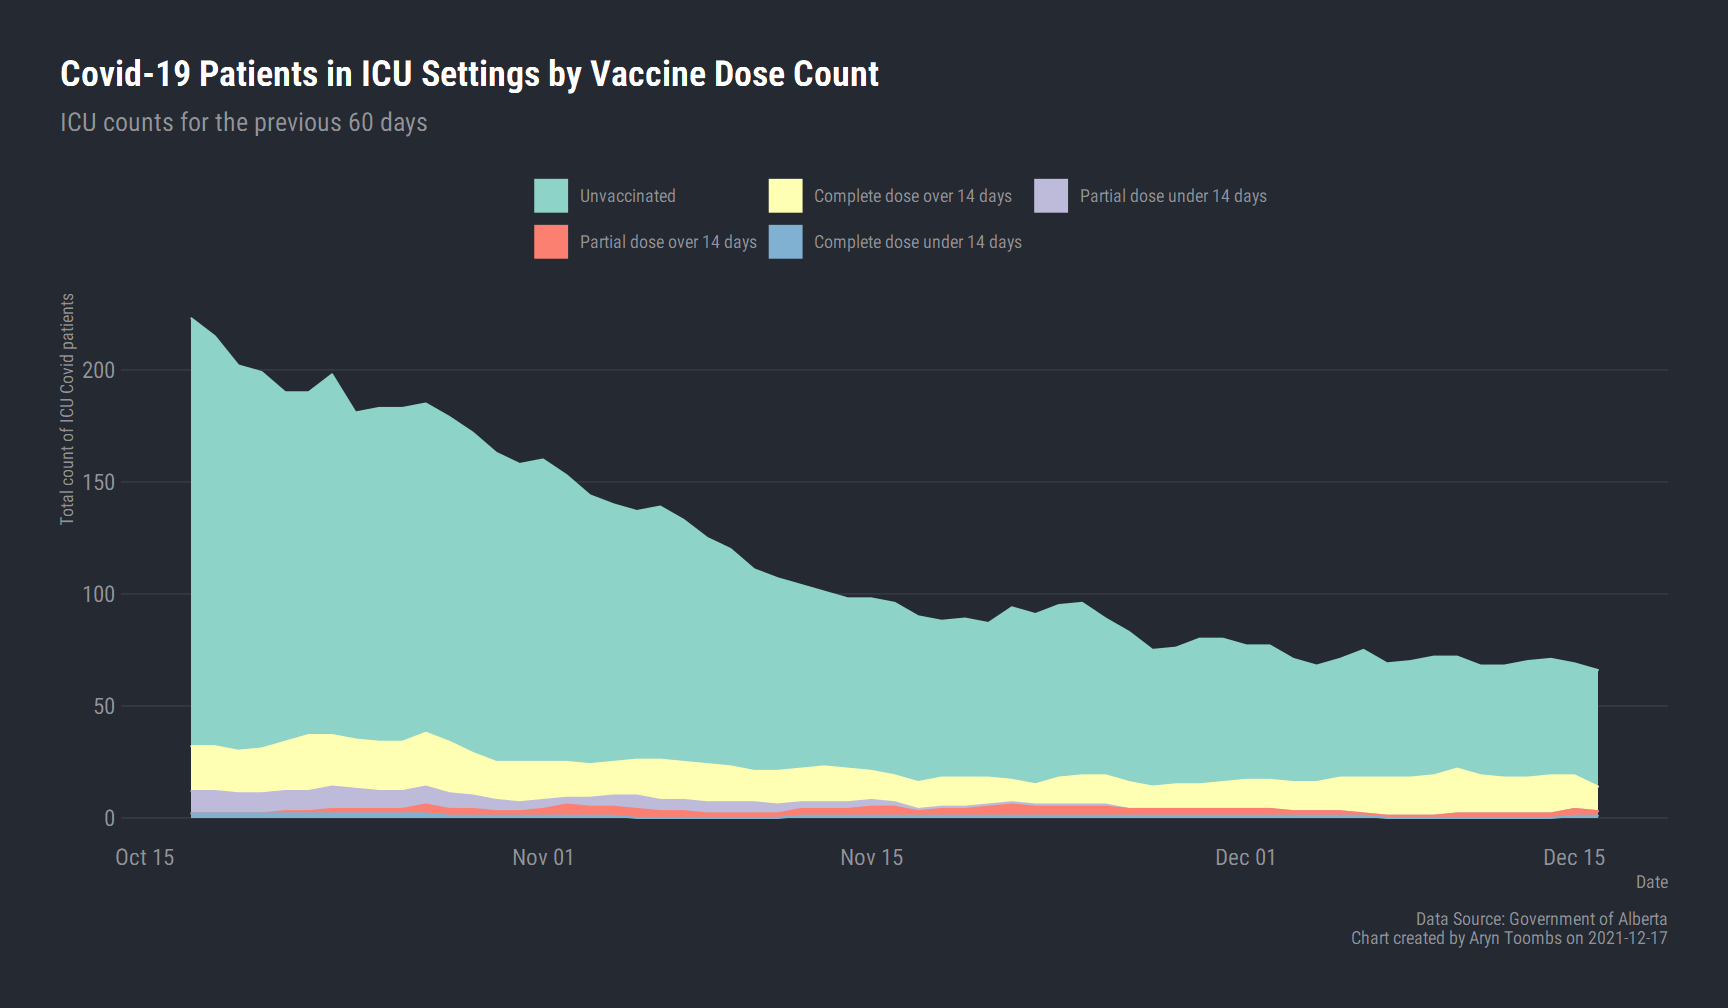 Covid-19 Patients in ICU Settings by Vaccine Dose Count
ICU counts for the previous 60 days
Unvaccinated
Complete dose over 14 days
Partial dose under 14 days
Partial dose over 14 days
Complete dose under 14 days
Total count of ICU Covid patients
200
150
100
50
0
Oct 15
Nov 01
Nov 15
Dec 01
Dec 15
Date
Data Source: Government of Alberta
Chart created by Aryn Toombs on 2021-12-17